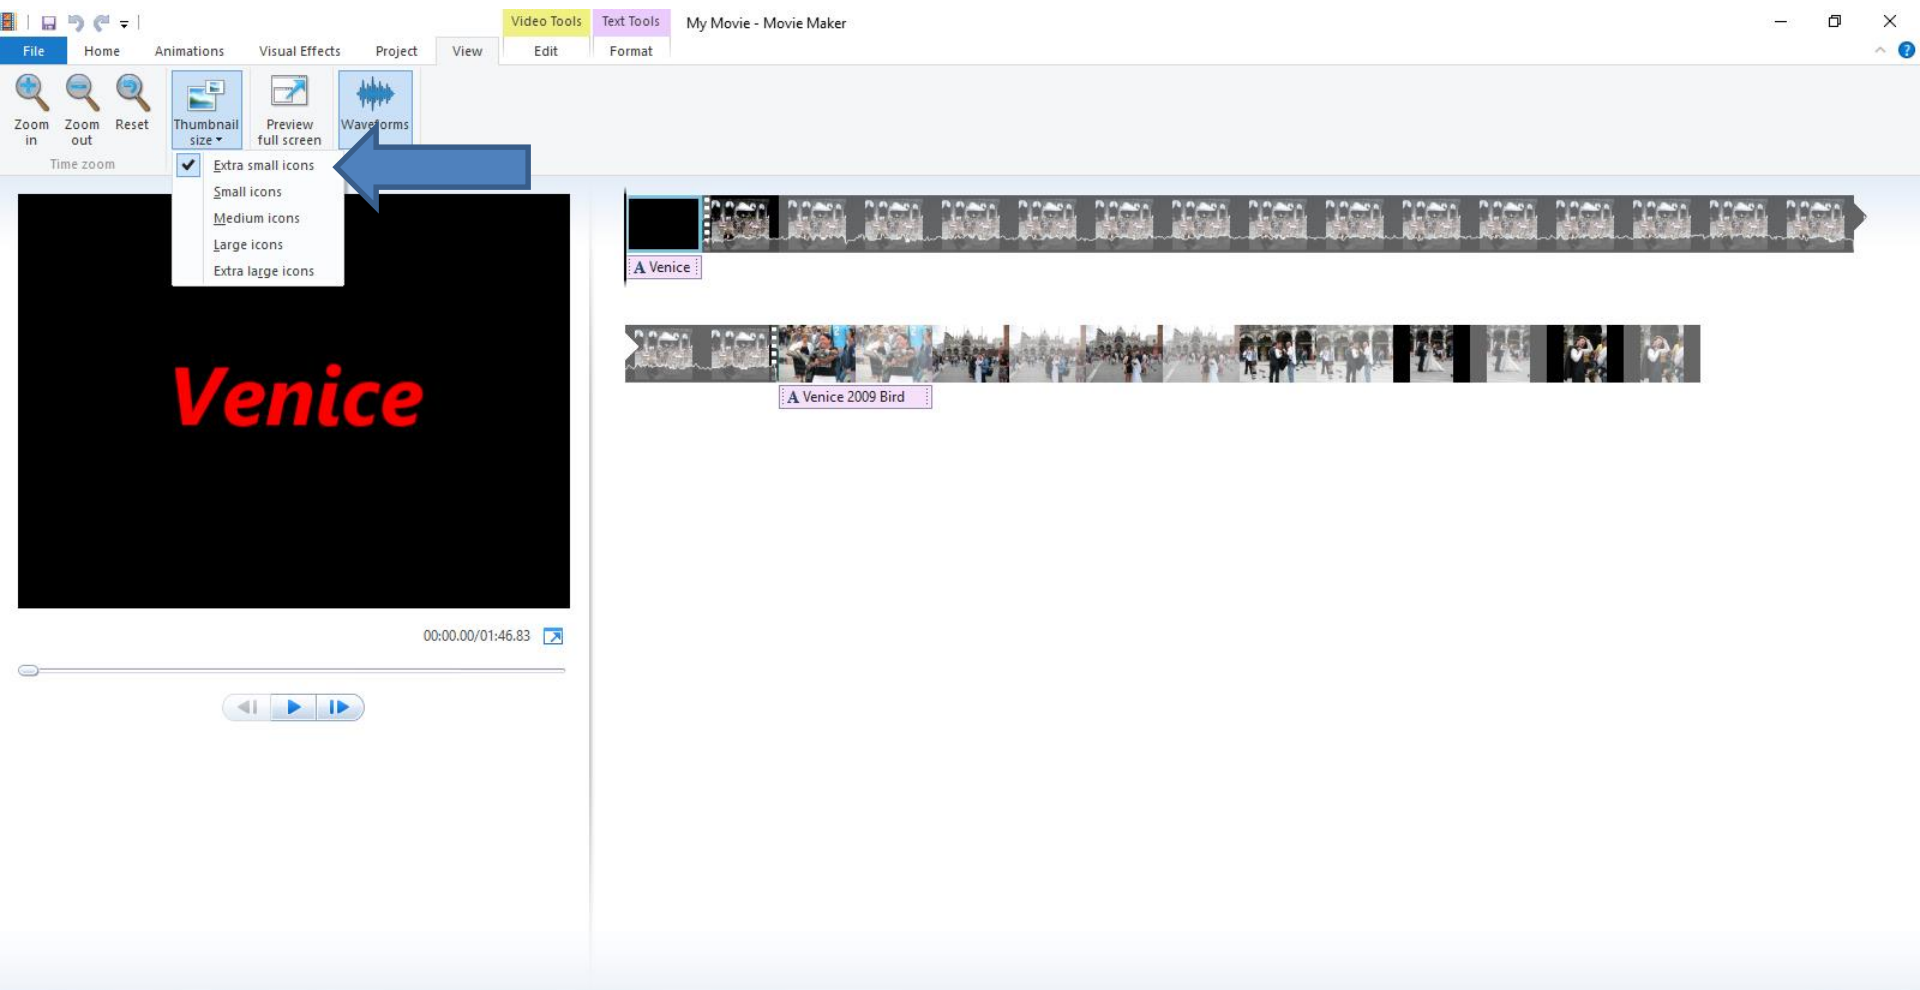 Video Tools Text Tools My Movie - Movie Maker
File Home Animations Visual Effects Project View Edit Format
Zoom in
Zoom out
Reset
Thumbnail size
Preview full screen
Waveforms
Time zoom
Extra small icons
Small icons
Medium icons
Large icons
Extra large icons
Venice
A Venice
A Venice 2009 Bird
00:00.00/01:46.83